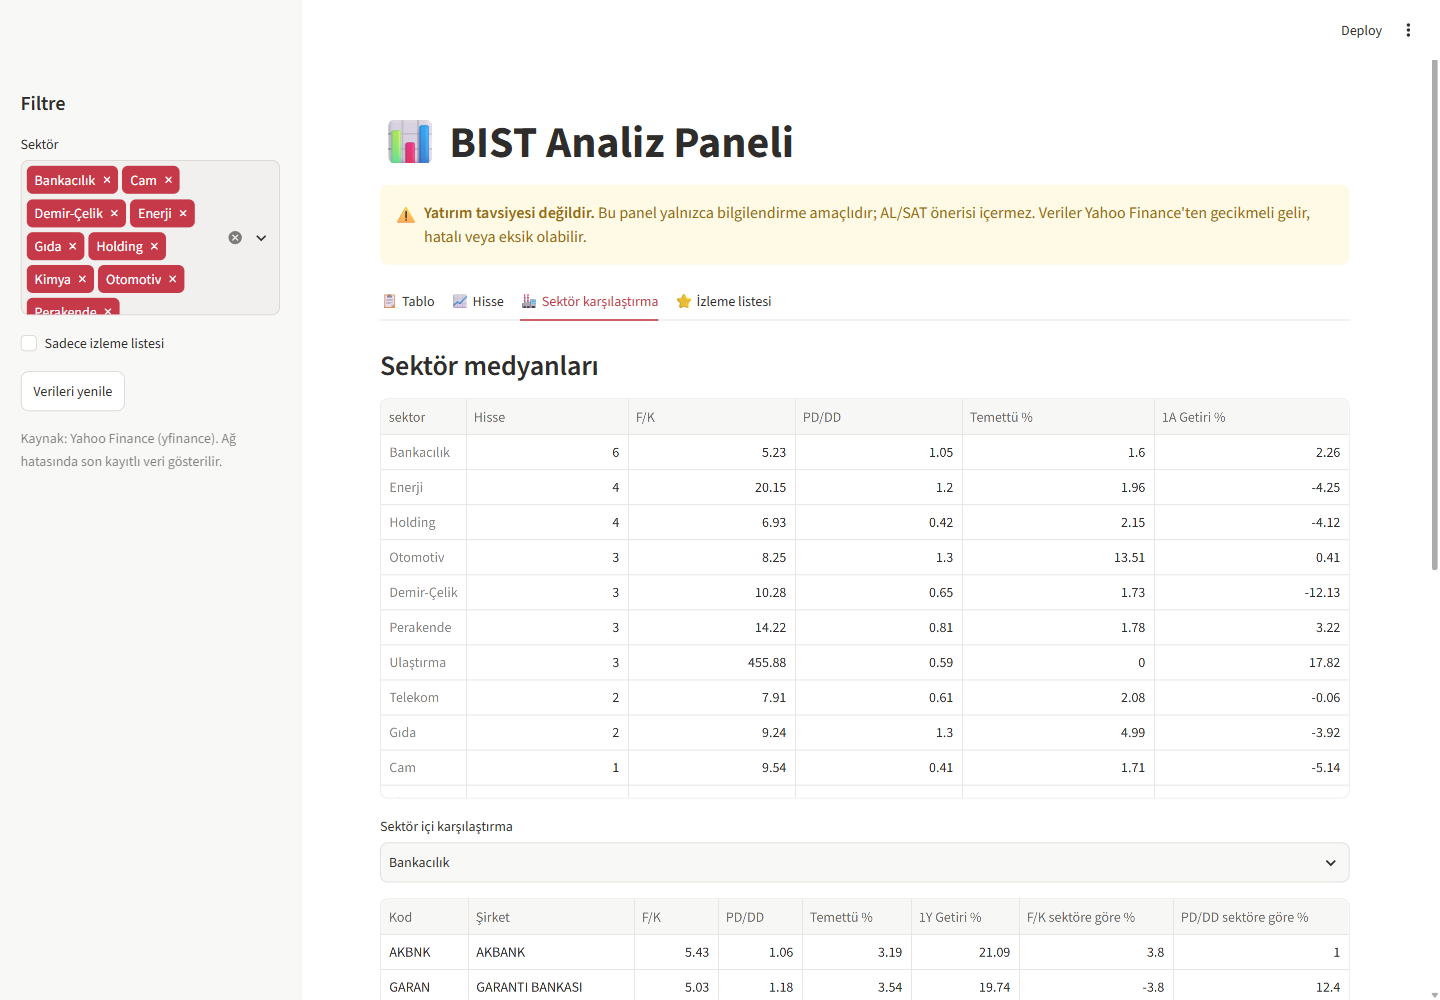 Deploy
Filtre
Sektör
Bankacılık × Cam ×
Demir-Çelik × Enerji ×
Gıda × Holding ×
Kimya × Otomotiv ×
Perakende ×
Sadece izleme listesi
Verileri yenile
Kaynak: Yahoo Finance (yfinance). Ağ
hatasında son kayıtlı veri gösterilir.
BIST Analiz Paneli
Yatırım tavsiyesi değildir. Bu panel yalnızca bilgilendirme amaçlıdır; AL/SAT önerisi içermez. Veriler Yahoo Finance'ten gecikmeli gelir,
hatalı veya eksik olabilir.
Tablo Hisse Sektör karşılaştırma İzleme listesi
Sektör medyanları
sektor Hisse F/K PD/DD Temettü % 1A Getiri %
Bankacılık 6 5.23 1.05 1.6 2.26
Enerji 4 20.15 1.2 1.96 -4.25
Holding 4 6.93 0.42 2.15 -4.12
Otomotiv 3 8.25 1.3 13.51 0.41
Demir-Çelik 3 10.28 0.65 1.73 -12.13
Perakende 3 14.22 0.81 1.78 3.22
Ulaştırma 3 455.88 0.59 0 17.82
Telekom 2 7.91 0.61 2.08 -0.06
Gıda 2 9.24 1.3 4.99 -3.92
Cam 1 9.54 0.41 1.71 -5.14
Sektör içi karşılaştırma
Bankacılık
Kod Şirket F/K PD/DD Temettü % 1Y Getiri % F/K sektöre göre % PD/DD sektöre göre %
AKBNK AKBANK 5.43 1.06 3.19 21.09 3.8 1
GARAN GARANTI BANKASI 5.03 1.18 3.54 19.74 -3.8 12.4